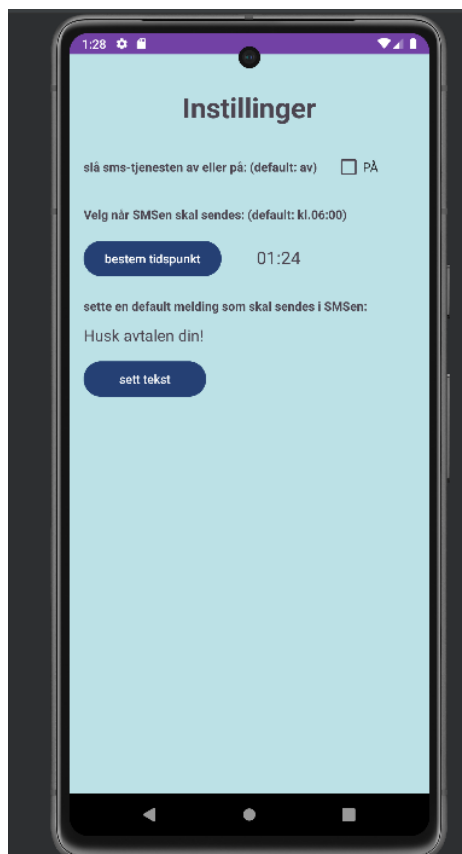 1:28
Instillinger
slå sms-tjenesten av eller på: (default: av) PÅ
Velg når SMSen skal sendes: (default: kl.06:00)
bestem tidspunkt 01:24
sette en default melding som skal sendes i SMSen:
Husk avtalen din!
sett tekst